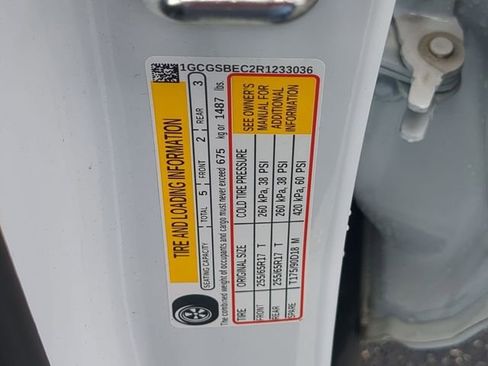 1GCGSBEC2R1233036
TIRE AND LOADING INFORMATION
SEATING CAPACITY TOTAL 5 FRONT 2 REAR 3
The combined weight of occupants and cargo must never exceed 675 kg or 1487 lbs.
TIRE ORIGINAL SIZE COLD TIRE PRESSURE
SEE OWNER'S
MANUAL FOR
ADDITIONAL
INFORMATION
FRONT 255/65R17 T 260 kPa, 38 PSI
REAR 255/65R17 T 260 kPa, 38 PSI
SPARE T175/90D18 M 420 kPa, 60 PSI